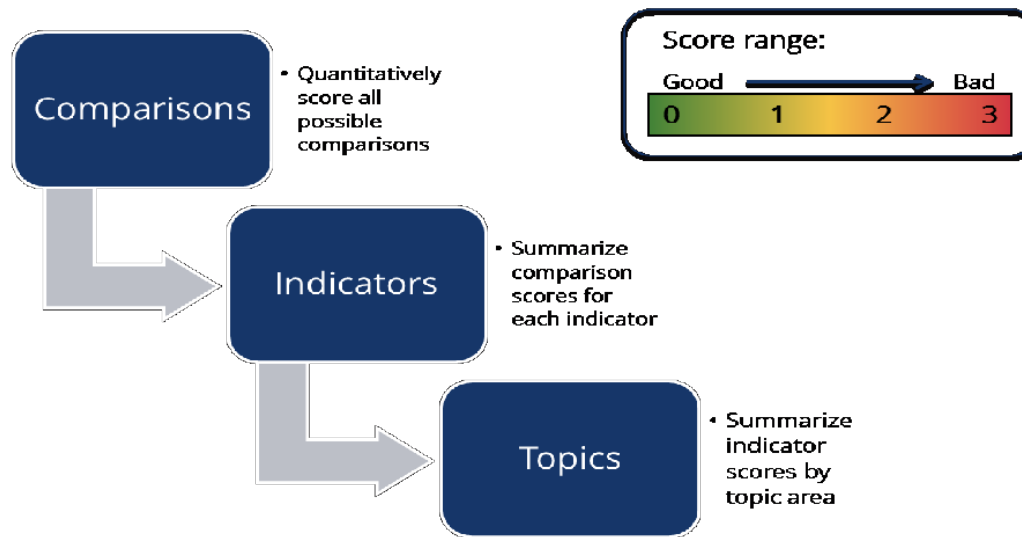 Comparisons
• Quantitatively
score all
possible
comparisons
Score range:
Good Bad
0 1 2 3
Indicators
• Summarize
comparison
scores for
each indicator
Topics
• Summarize
indicator
scores by
topic area